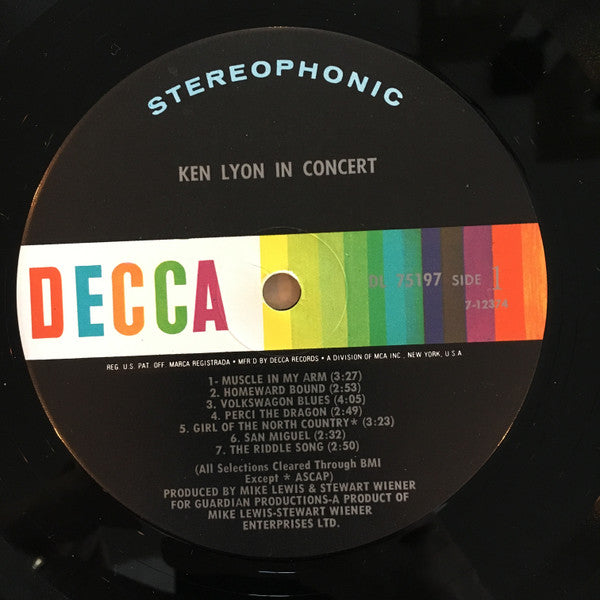 STEREOPHONIC
KEN LYON IN CONCERT
DECCA
DL 75197 SIDE 1
7-12374
REG. U.S. PAT. OFF. MARCA REGISTRADA • MFR'D BY DECCA RECORDS • A DIVISION OF MCA INC., NEW YORK, U.S.A
1- MUSCLE IN MY ARM (3:27)
2. HOMEWARD BOUND (2:53)
3. VOLKSWAGON BLUES (4:05)
4. PERCI THE DRAGON (2:49)
5. GIRL OF THE NORTH COUNTRY* (3:23)
6. SAN MIGUEL (2:32)
7. THE RIDDLE SONG (2:50)
(All Selections Cleared Through BMI
Except * ASCAP)
PRODUCED BY MIKE LEWIS & STEWART WIENER
FOR GUARDIAN PRODUCTIONS-A PRODUCT OF
MIKE LEWIS-STEWART WIENER
ENTERPRISES LTD.